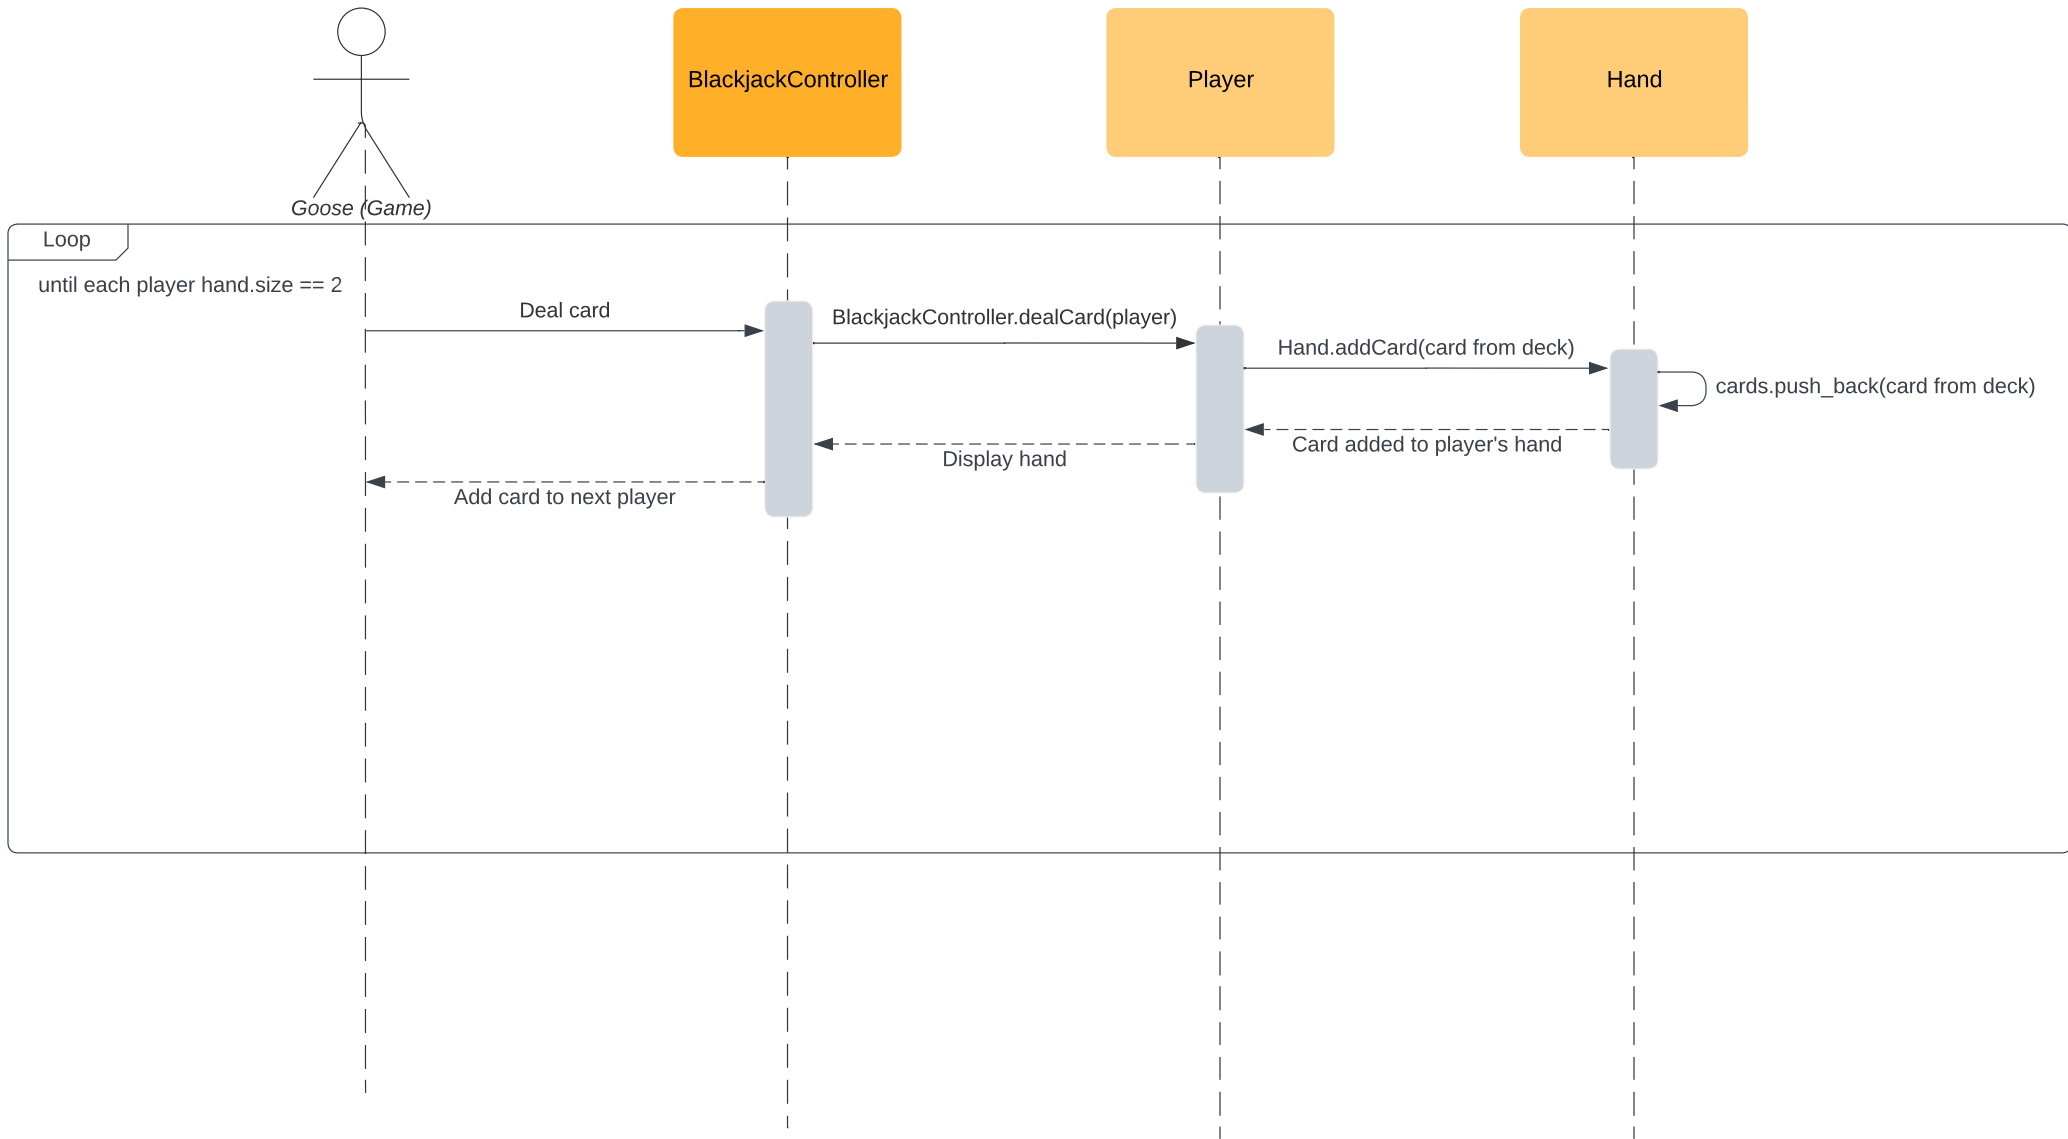 BlackjackController
Player
Hand
Goose (Game)
Loop
until each player hand.size == 2
Deal card
BlackjackController.dealCard(player)
Hand.addCard(card from deck)
cards.push_back(card from deck)
Card added to player's hand
Display hand
Add card to next player